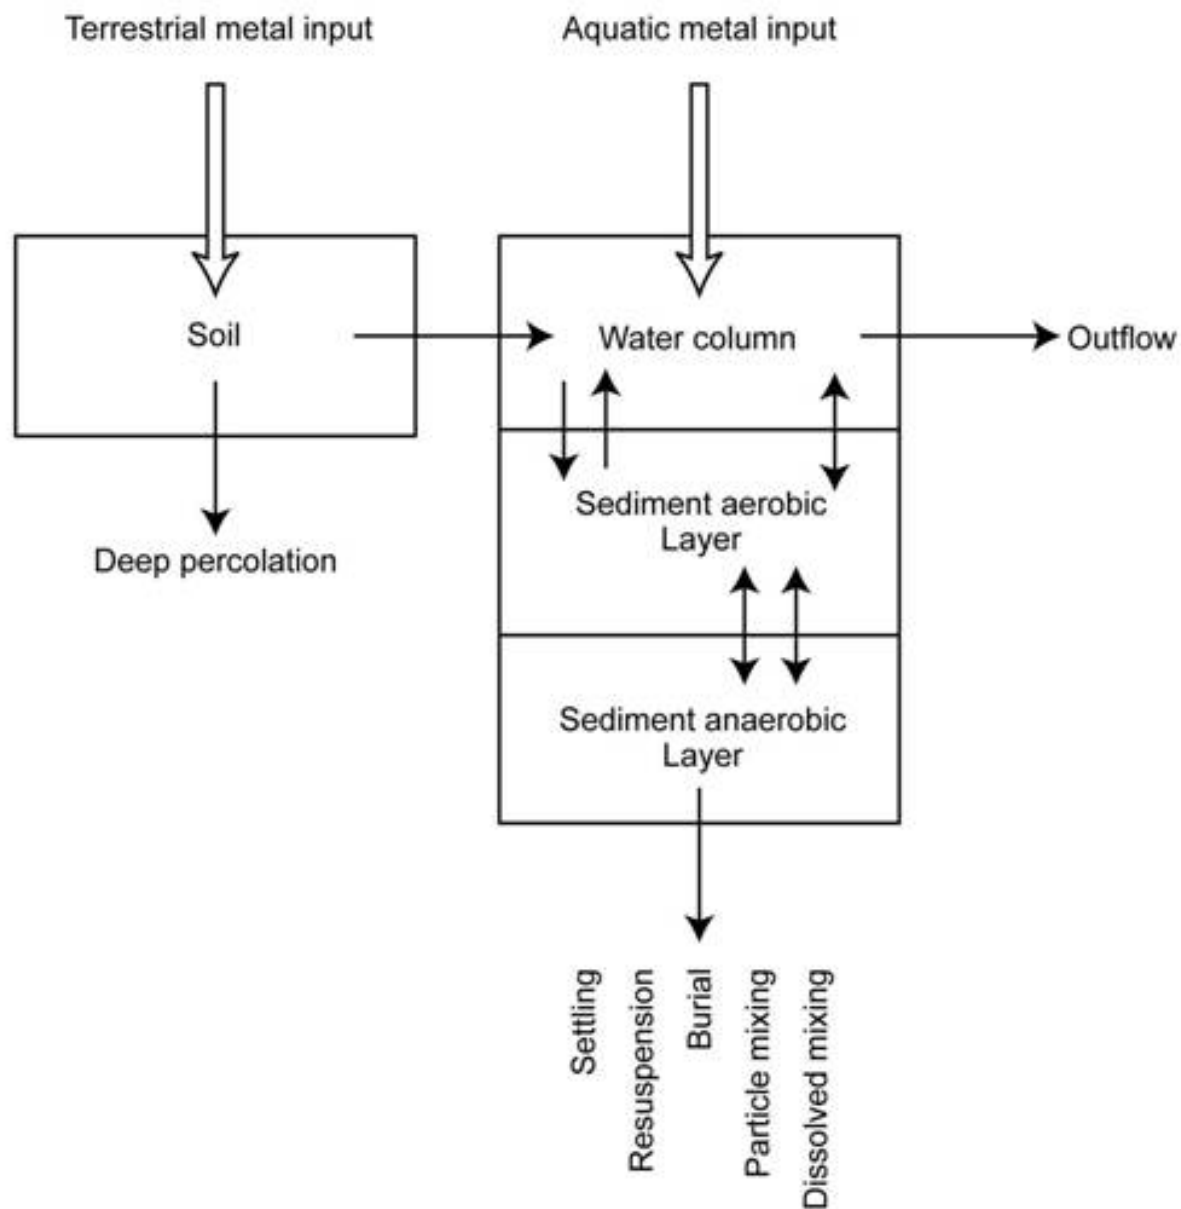 Terrestrial metal input
Aquatic metal input
Soil
Water column
Outflow
Sediment aerobic
Layer
Deep percolation
Sediment anaerobic
Layer
Settling
Resuspension
Burial
Particle mixing
Dissolved mixing